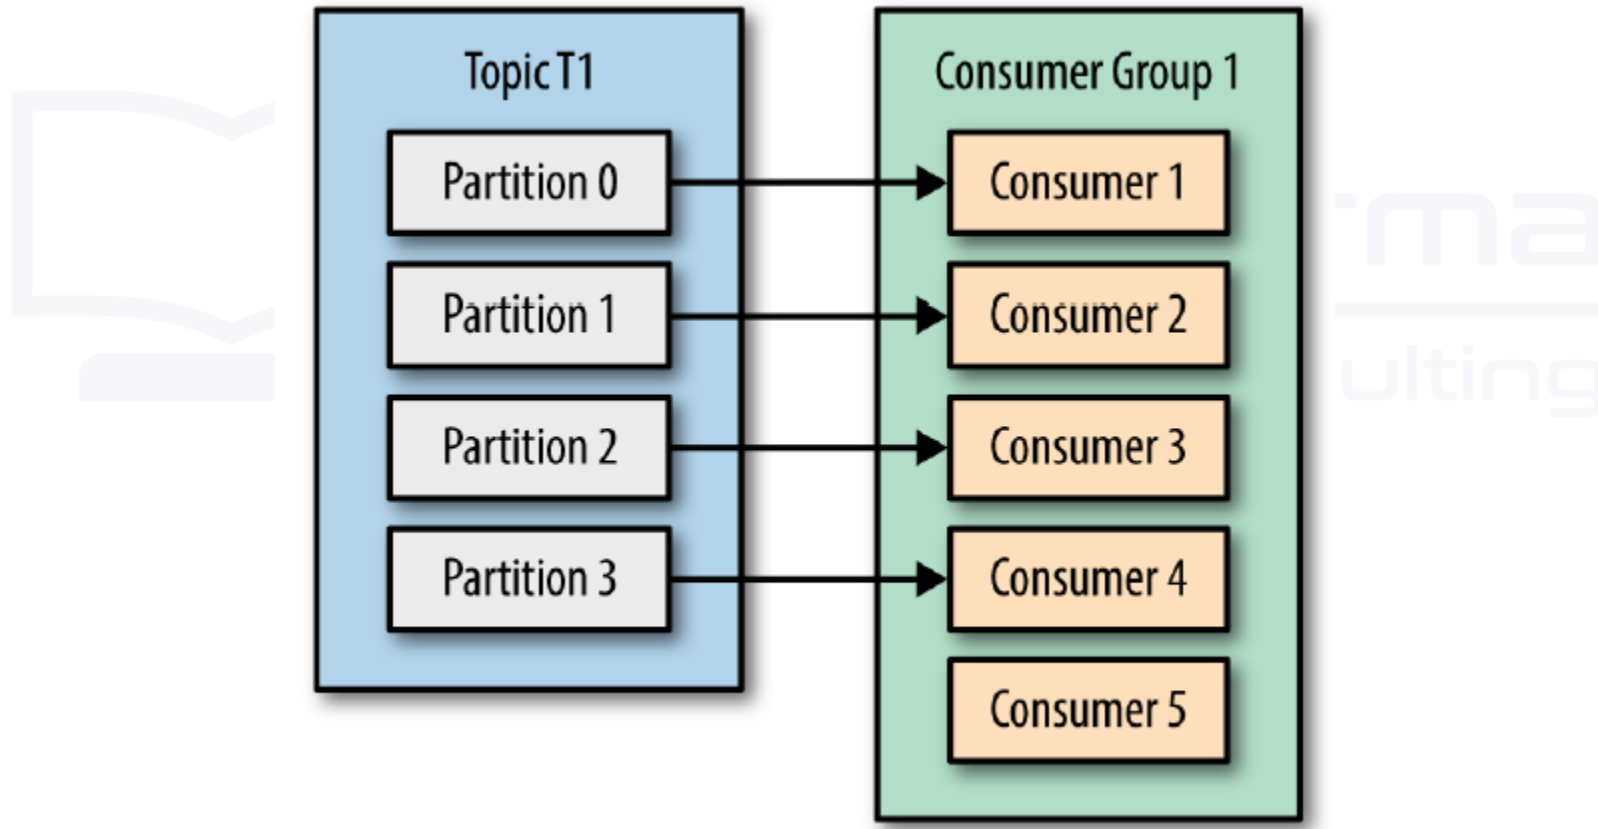 Topic T1
Partition 0
Partition 1
Partition 2
Partition 3
Consumer Group 1
Consumer 1
Consumer 2
Consumer 3
Consumer 4
Consumer 5